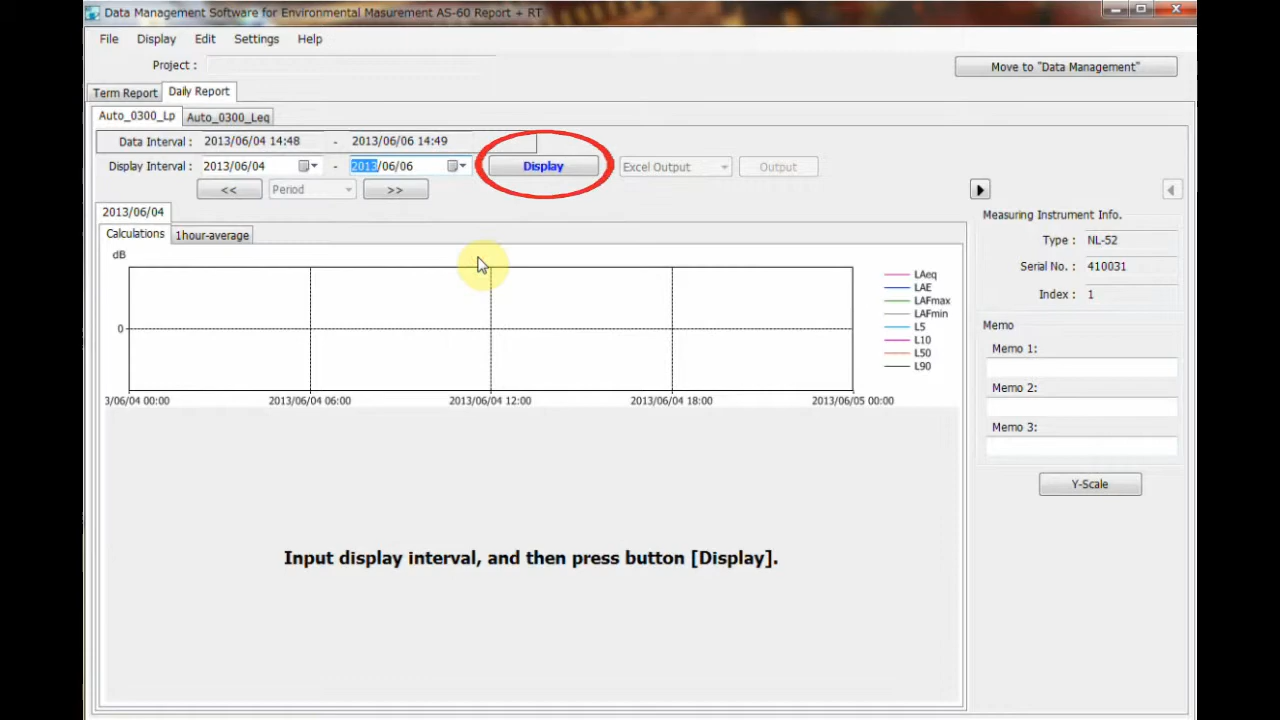 Data Management Software for Environmental Masurement AS-60 Report + RT
File Display Edit Settings Help
Project :
Move to "Data Management"
Term Report Daily Report
Auto_0300_Lp Auto_0300_Leq
Data Interval : 2013/06/04 14:48 - 2013/06/06 14:49
Display Interval : 2013/06/04 - 2013/06/06 Display Excel Output Output
<< Period >>
2013/06/04
Calculations 1hour-average
dB
0
3/06/04 00:00 2013/06/04 06:00 2013/06/04 12:00 2013/06/04 18:00 2013/06/05 00:00
LAeq
LAE
LAFmax
LAFmin
L5
L10
L50
L90
Input display interval, and then press button [Display].
Measuring Instrument Info.
Type : NL-52
Serial No. : 410031
Index : 1
Memo
Memo 1:
Memo 2:
Memo 3:
Y-Scale